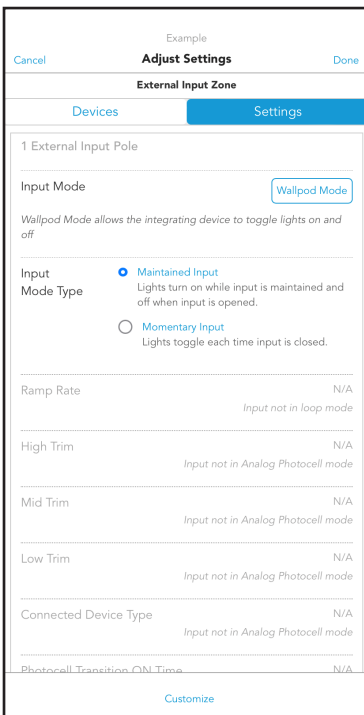 Example
Cancel Adjust Settings Done
External Input Zone
Devices Settings
1 External Input Pole
Input Mode Wallpod Mode
Wallpod Mode allows the integrating device to toggle lights on and
off
Input Maintained Input
Mode Type Lights turn on while input is maintained and
off when input is opened.
Momentary Input
Lights toggle each time input is closed.
Ramp Rate N/A
Input not in loop mode
High Trim N/A
Input not in Analog Photocell mode
Mid Trim N/A
Input not in Analog Photocell mode
Low Trim N/A
Input not in Analog Photocell mode
Connected Device Type N/A
Input not in Analog Photocell mode
Photocell Transition ON Time N/A
Customize